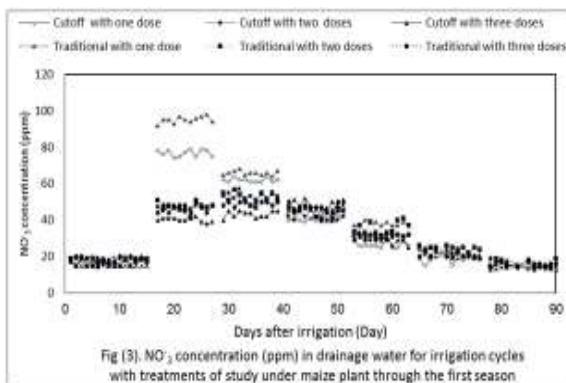 Cutoff with one dose Cutoff with two doses Cutoff with three doses
Traditional with one dose Traditional with two doses Traditional with three doses
120
100
80
60
40
20
0
NO⁻₃ concentration (ppm)
0 10 20 30 40 50 60 70 80 90
Days after irrigation (Day)
Fig (3). NO⁻₃ concentration (ppm) in drainage water for irrigation cycles
with treatments of study under maize plant through the first season